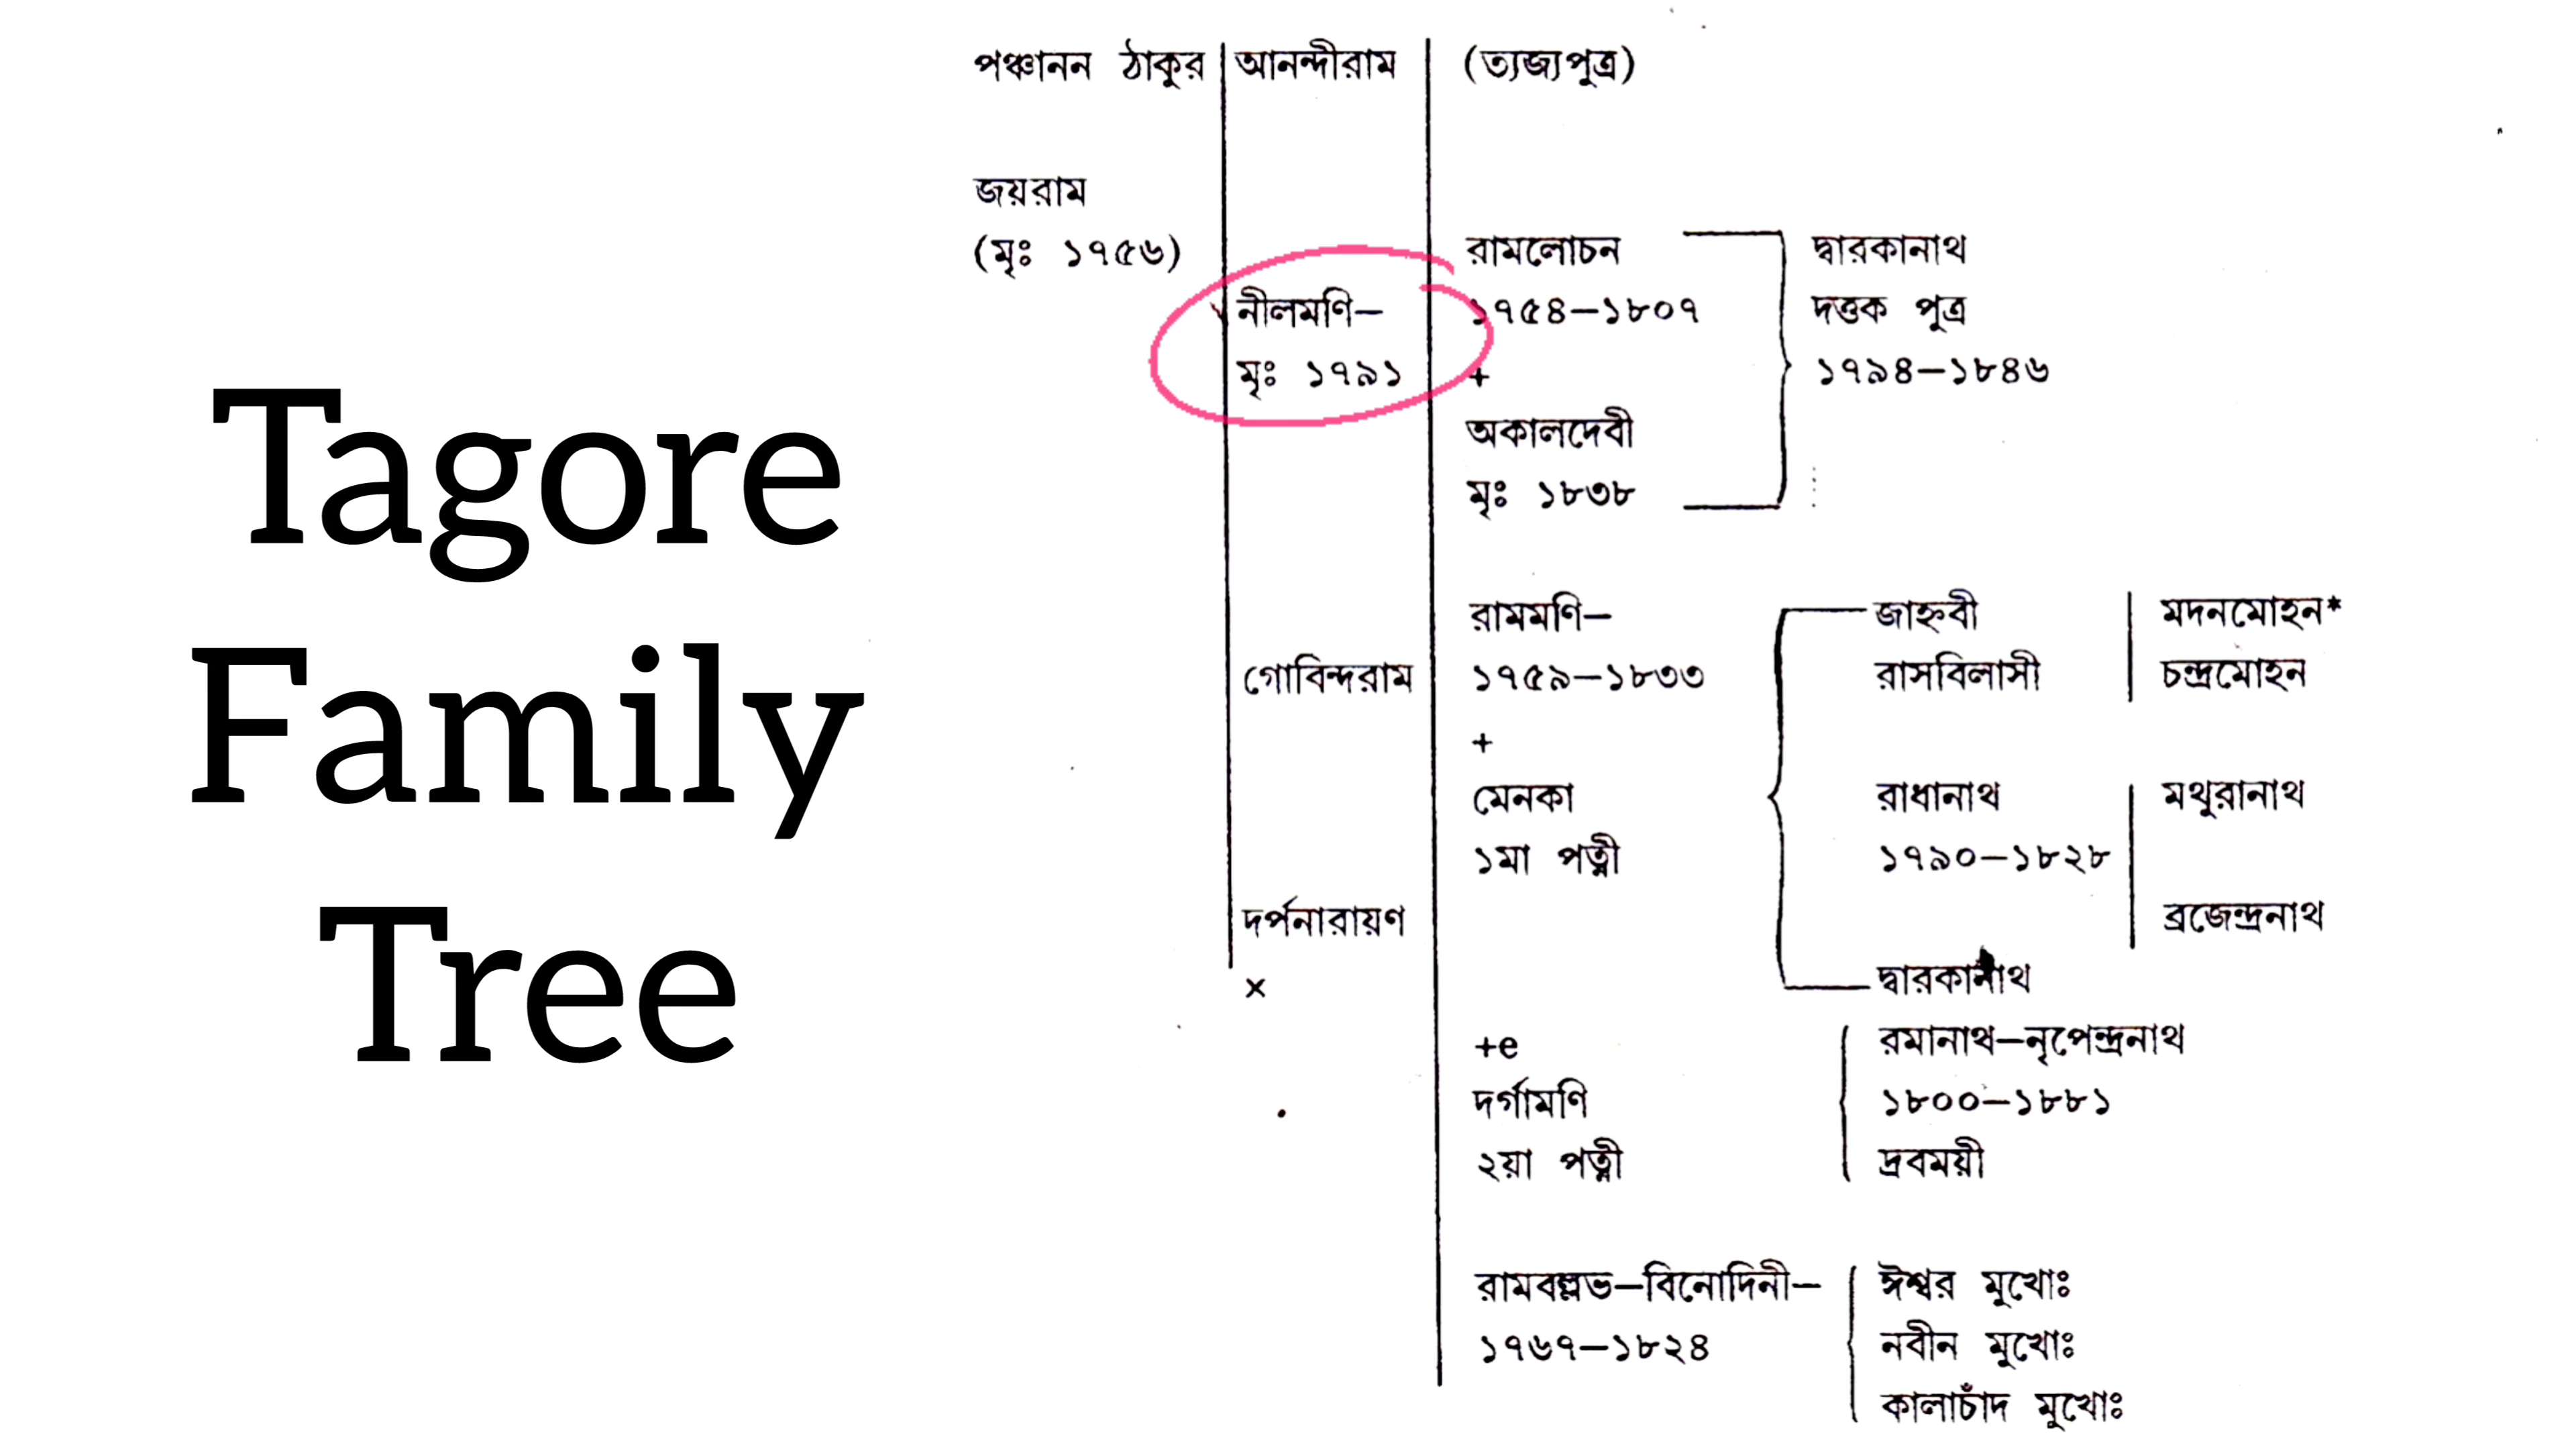 Tagore
Family
Tree
পঞ্চানন ঠাকুর আনন্দীরাম (ত্যজ্যপুত্র)
জয়রাম
(মৃঃ ১৭৫৬)
নীলমণি—
মৃঃ ১৭৯১
রামলোচন
১৭৫৪—১৮০৭
+
অকালদেবী
মৃঃ ১৮৩৮
দ্বারকানাথ
দত্তক পুত্র
১৭৯৪—১৮৪৬
গোবিন্দরাম
দর্পনারায়ণ
×
রামমণি—
১৭৫৯—১৮৩৩
+
মেনকা
১মা পত্নী
জাহ্নবী
রাসবিলাসী
মদনমোহন*
চন্দ্রমোহন
রাধানাথ
১৭৯০—১৮২৮
মথুরানাথ
ব্রজেন্দ্রনাথ
দ্বারকানাথ
+e
দর্গামণি
২য়া পত্নী
রমানাথ—নৃপেন্দ্রনাথ
১৮০০—১৮৮১
দ্রবময়ী
রামবল্লভ—বিনোদিনী—
১৭৬৭—১৮২৪
ঈশ্বর মুখোঃ
নবীন মুখোঃ
কালাচাঁদ মুখোঃ